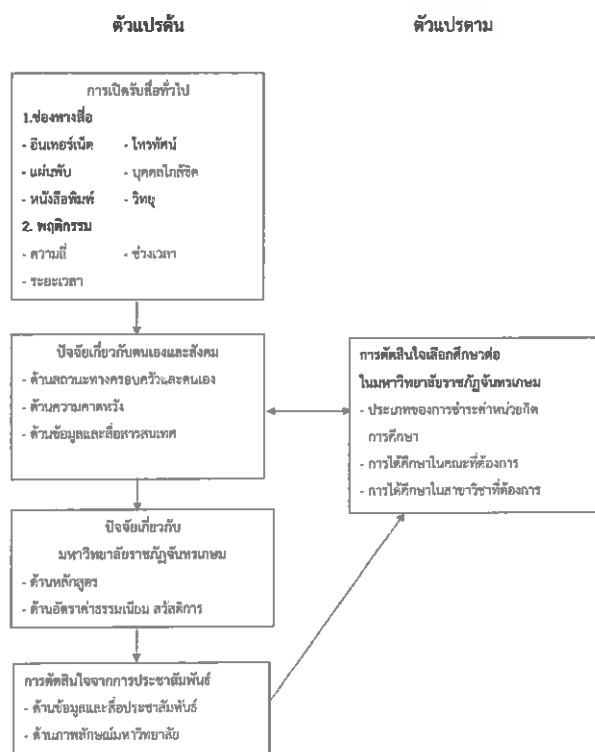 ตัวแปรต้น
ตัวแปรตาม
การเปิดรับสื่อทั่วไป
1.ช่องทางสื่อ
- อินเทอร์เน็ต - โทรทัศน์
- แผ่นพับ - บุคคลใกล้ชิด
- หนังสือพิมพ์ - วิทยุ
2. พฤติกรรม
- ความถี่ - ช่วงเวลา
- ระยะเวลา
ปัจจัยเกี่ยวกับตนเองและสังคม
- ด้านสถานะทางครอบครัวและตนเอง
- ด้านความคาดหวัง
- ด้านข้อมูลและสื่อสารสนเทศ
การตัดสินใจเลือกศึกษาต่อ
ในมหาวิทยาลัยราชภัฏจันทรเกษม
- ประเภทของการชำระค่าหน่วยกิต
การศึกษา
- การได้ศึกษาในคณะที่ต้องการ
- การได้ศึกษาในสาขาวิชาที่ต้องการ
ปัจจัยเกี่ยวกับ
มหาวิทยาลัยราชภัฏจันทรเกษม
- ด้านหลักสูตร
- ด้านอัตราค่าธรรมเนียม สวัสดิการ
การตัดสินใจจากการประชาสัมพันธ์
- ด้านข้อมูลและสื่อประชาสัมพันธ์
- ด้านภาพลักษณ์มหาวิทยาลัย